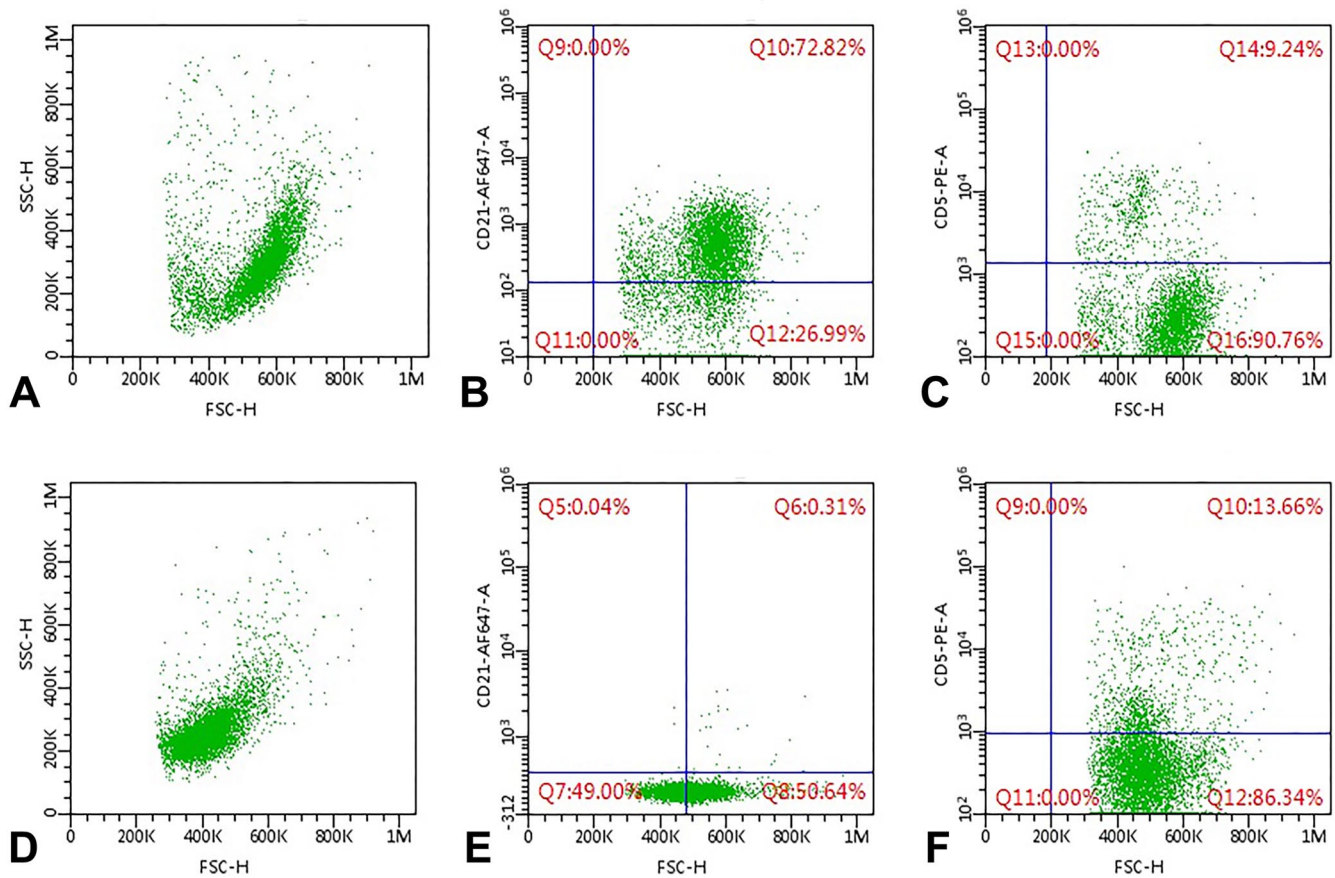 1M
800K
600K
400K
200K
0
SSC-H
0 200K 400K 600K 800K 1M
FSC-H
A
10^6
10^5
10^4
10^3
10^2
10^1
CD21-AF647-A
Q9:0.00% Q10:72.82%
Q11:0.00% Q12:26.99%
0 200K 400K 600K 800K 1M
FSC-H
B
10^6
10^5
10^4
10^3
10^2
CD5-PE-A
Q13:0.00% Q14:9.24%
Q15:0.00% Q16:90.76%
0 200K 400K 600K 800K 1M
FSC-H
C
1M
800K
600K
400K
200K
0
SSC-H
0 200K 400K 600K 800K 1M
FSC-H
D
10^6
10^5
10^4
10^3
-312
CD21-AF647-A
Q5:0.04% Q6:0.31%
Q7:49.00% Q8:50.64%
0 200K 400K 600K 800K 1M
FSC-H
E
10^6
10^5
10^4
10^3
10^2
CD5-PE-A
Q9:0.00% Q10:13.66%
Q11:0.00% Q12:86.34%
0 200K 400K 600K 800K 1M
FSC-H
F